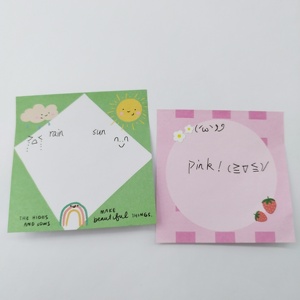 rain sun
THE HIGHS
AND LOWS
MAKE
beautiful THINGS.
(´ω`)
pink! (≧▽≦)/